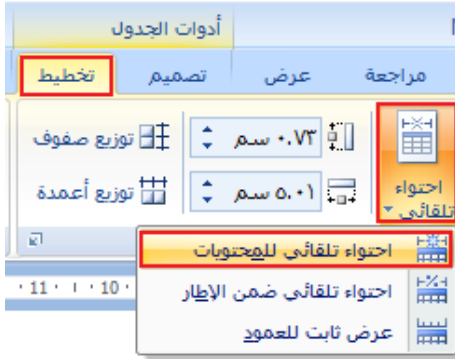 أدوات الجدول
مراجعة عرض تصميم تخطيط
٠.٧٣ سم توزيع صفوف
احتواء تلقائي
٥.٠١ سم توزيع أعمدة
احتواء تلقائي للمحتويات
احتواء تلقائي ضمن الإطار
عرض ثابت للعمود
11 10